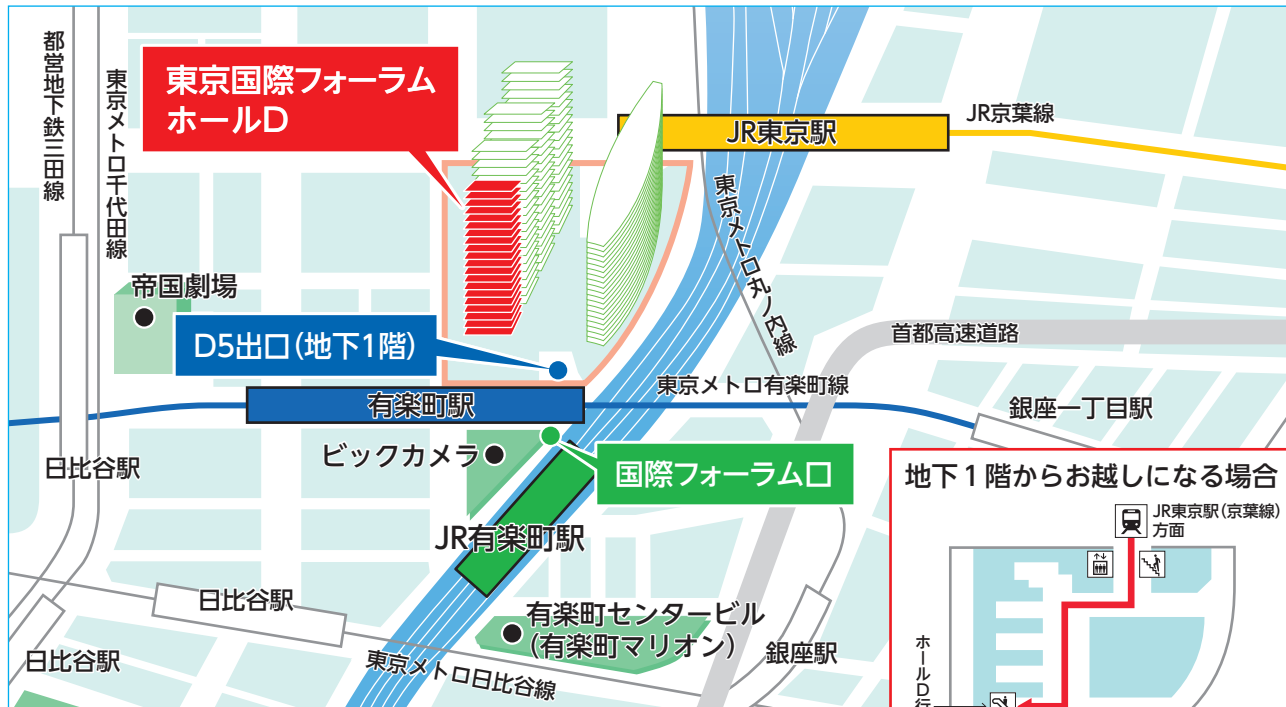 都営地下鉄三田線
東京メトロ千代田線
東京国際フォーラム
ホールD
JR東京駅
JR京葉線
東京メトロ丸ノ内線
帝国劇場
D5出口(地下1階)
首都高速道路
有楽町駅
東京メトロ有楽町線
銀座一丁目駅
日比谷駅
ビックカメラ
国際フォーラム口
JR有楽町駅
日比谷駅
日比谷駅
有楽町センタービル
(有楽町マリオン)
銀座駅
東京メトロ日比谷線
地下1階からお越しになる場合
JR東京駅(京葉線)
方面
ホールD行